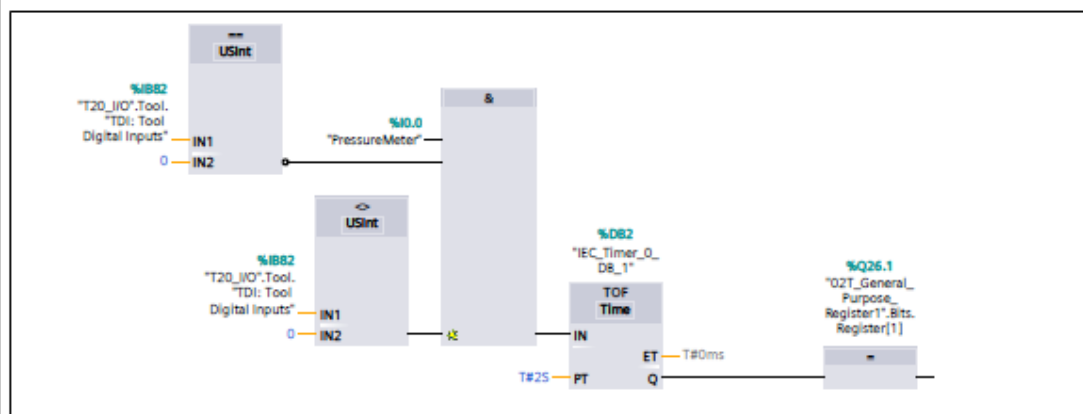 ==
USInt
%IB82
"T20_I/O".Tool.
"TDI: Tool
Digital Inputs"
IN1
0
IN2
&
%I0.0
"PressureMeter"
<>
USInt
%IB82
"T20_I/O".Tool.
"TDI: Tool
Digital Inputs"
IN1
0
IN2
%DB2
"IEC_Timer_0_
DB_1"
TOF
Time
IN
ET
T#0ms
T#2S
PT
Q
%Q26.1
"O2T_General_
Purpose_
Register1".Bits.
Register[1]
=